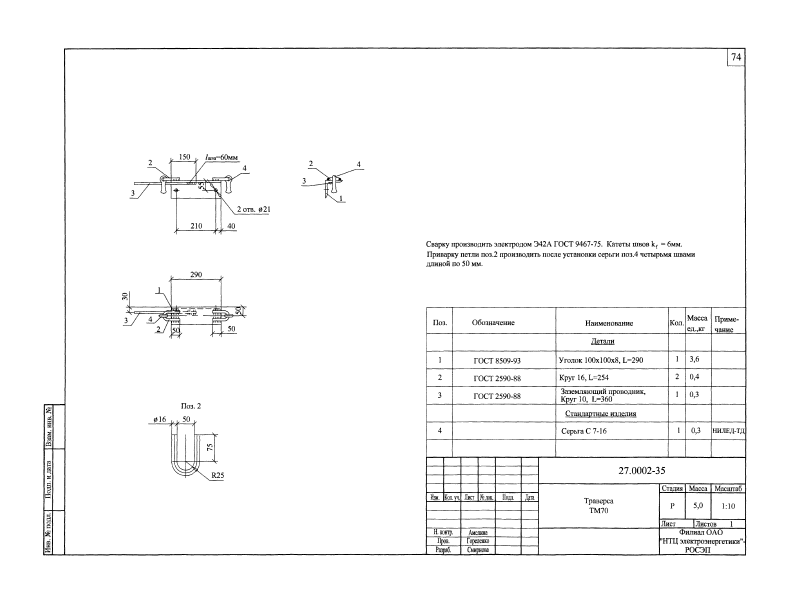 74
150
lшва=60мм
2
4
3
55
2 отв. ø21
210
40
2
4
3
1
290
30
1
3
4
2
50
50
50
Сварку производить электродом Э42А ГОСТ 9467-75. Катеты швов kf = 6мм.
Приварку петли поз.2 производить после установки серьги поз.4 четырьмя швами
длиной по 50 мм.
Поз. Обозначение Наименование Кол. Масса ед.,кг Приме-чание
Детали
1 ГОСТ 8509-93 Уголок 100х100х8, L=290 1 3,6
2 ГОСТ 2590-88 Круг 16, L=254 2 0,4
3 ГОСТ 2590-88 Заземляющий проводник, Круг 10, L=360 1 0,3
Стандартные изделия
4 Серьга С 7-16 1 0,3 НИЛЕД-ТД
Поз. 2
ø16
50
75
R25
27.0002-35
Изм. Кол. уч. Лист № док. Подп. Дата
Траверса
ТМ70
Стадия Масса Масштаб
Р 5,0 1:10
Лист Листов 1
Н. контр. Амелина
Пров.
Разраб. Смирнова
Филиал ОАО
"НТЦ электроэнергетики"-
РОСЭП
Взам. инв. №
Подп. и дата
Инв. № подл.